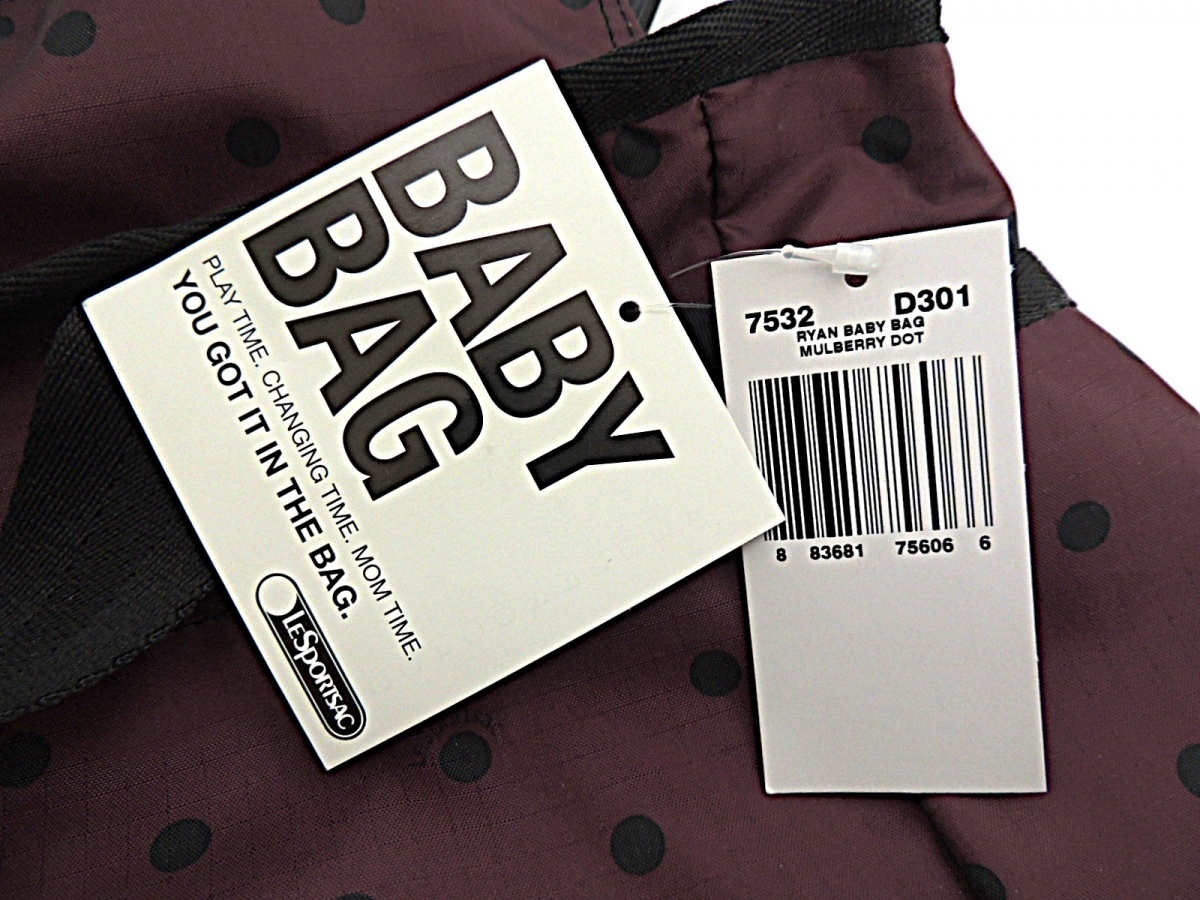 BABY
BAG
PLAY TIME. CHANGING TIME. MOM TIME.
YOU GOT IT IN THE BAG.
LESPORTSAC
7532 D301
RYAN BABY BAG
MULBERRY DOT
8 83681 75606 6